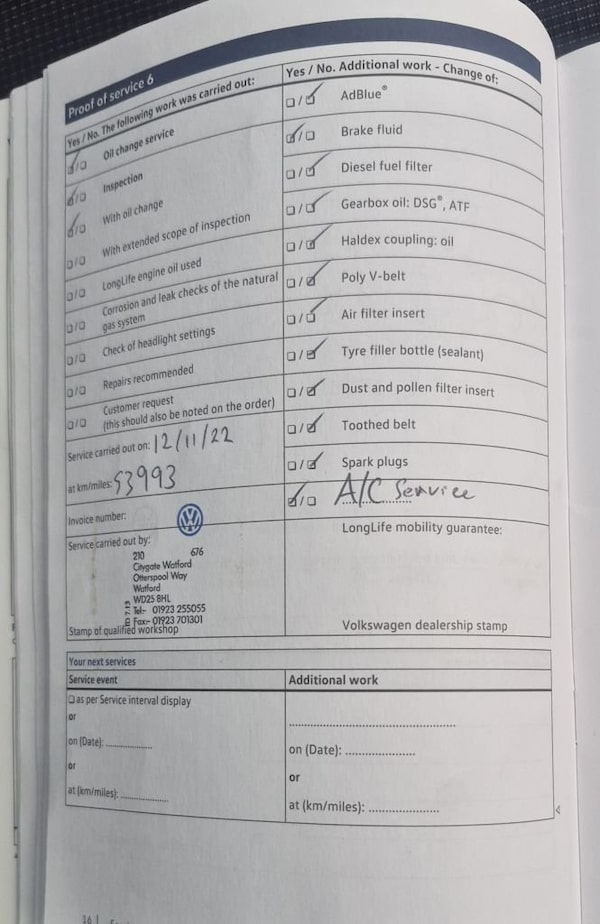 Proof of service 6
Yes / No. The following work was carried out:
Oil change service
Inspection
With oil change
With extended scope of inspection
LongLife engine oil used
Corrosion and leak checks of the natural
gas system
Check of headlight settings
Repairs recommended
Customer request
(this should also be noted on the order)
Service carried out on: 12/11/22
at km/miles: 53993
Invoice number:
Service carried out by:
210 676
Citygate Watford
Otterspool Way
Watford
WD25 8HL
Tel:- 01923 255055
Fax:- 01923 701301
Stamp of qualified workshop
Yes / No. Additional work - Change of:
AdBlue®
Brake fluid
Diesel fuel filter
Gearbox oil: DSG®, ATF
Haldex coupling: oil
Poly V-belt
Air filter insert
Tyre filler bottle (sealant)
Dust and pollen filter insert
Toothed belt
Spark plugs
A/C Service
LongLife mobility guarantee:
Volkswagen dealership stamp
Your next services
Service event
as per Service interval display
or
on (Date): ................
or
at (km/miles): ................
Additional work
on (Date): ................
or
at (km/miles): ................
16